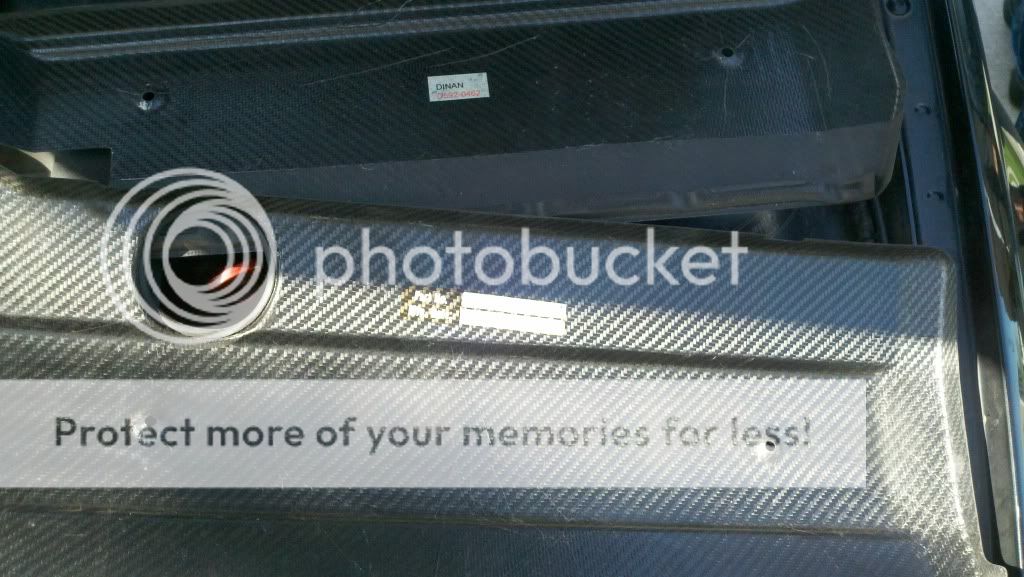 DINAN
photobucket
Protect more of your memories for less!